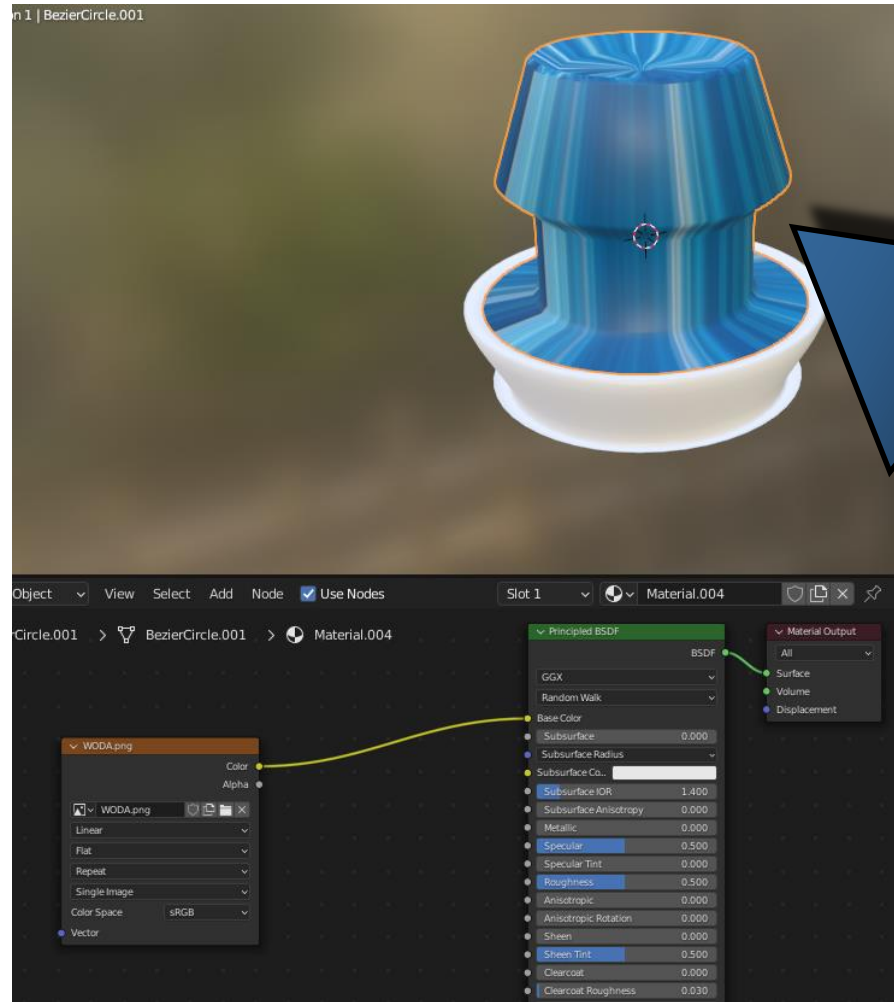 n 1 | BezierCircle.001
Object View Select Add Node Use Nodes Slot 1 Material.004
rCircle.001 > BezierCircle.001 > Material.004
Principled BSDF
BSDF
GGX
Random Walk
Base Color
Subsurface 0.000
Subsurface Radius
Subsurface Co..
Subsurface IOR 1.400
Subsurface Anisotropy 0.000
Metallic 0.000
Specular 0.500
Specular Tint 0.000
Roughness 0.500
Anisotropic 0.000
Anisotropic Rotation 0.000
Sheen 0.000
Sheen Tint 0.500
Clearcoat 0.000
Clearcoat Roughness 0.030
Material Output
All
Surface
Volume
Displacement
WODA.png
Color
Alpha
WODA.png
Linear
Flat
Repeat
Single Image
Color Space sRGB
Vector